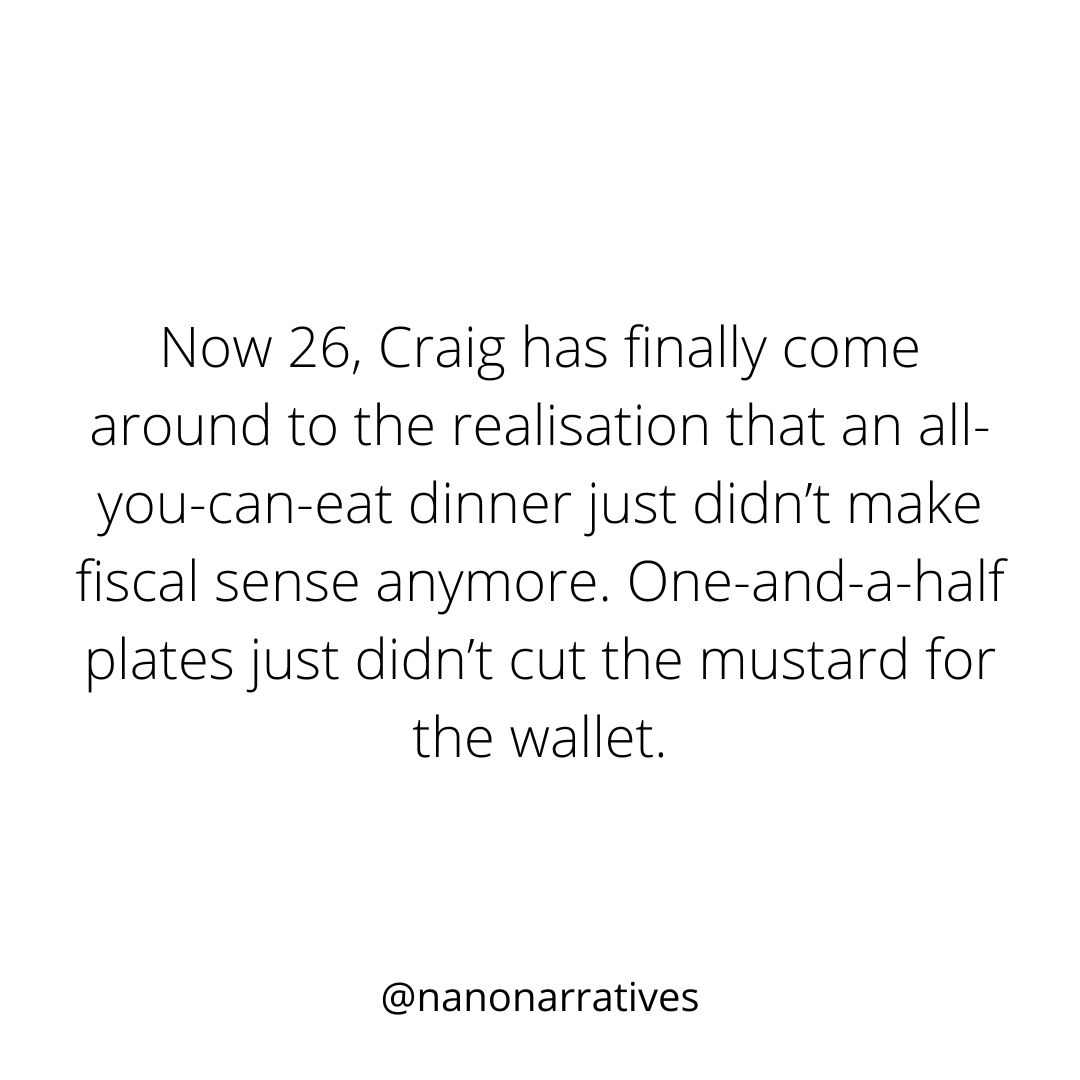 Now 26, Craig has finally come
around to the realisation that an all-
you-can-eat dinner just didn’t make
fiscal sense anymore. One-and-a-half
plates just didn’t cut the mustard for
the wallet.
@nanonarratives